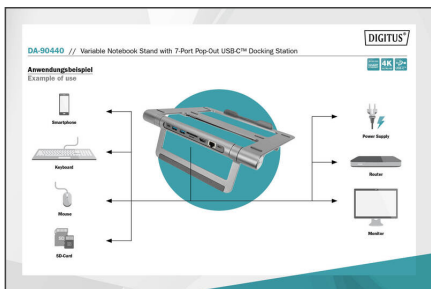 DIGITUS®
DA-90440 // Variable Notebook Stand with 7-Port Pop-Out USB-C™ Docking Station
4K
Anwendungsbeispiel
Example of use
Smartphone
Power Supply
Keyboard
Router
Mouse
Monitor
SD-Card